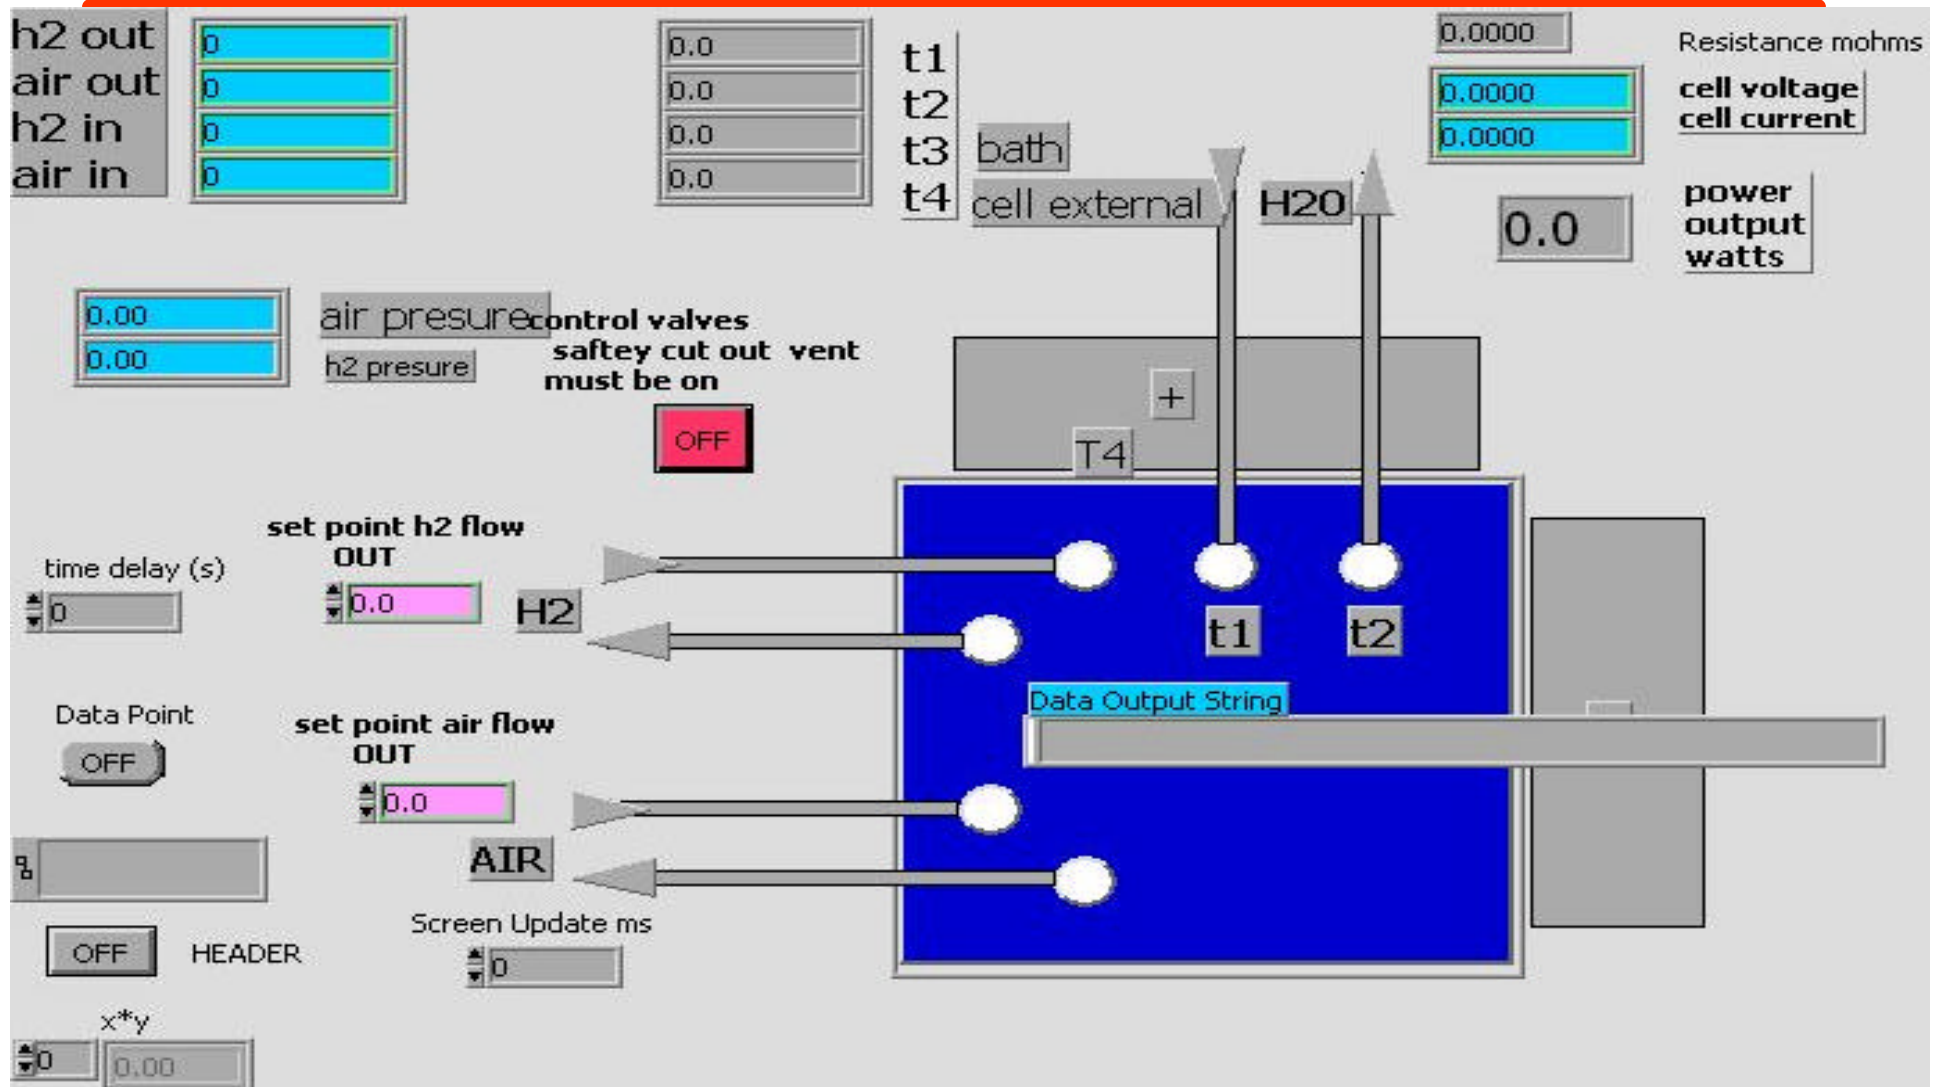 h2 out
0
air out
0
h2 in
0
air in
0
0.0
0.0
0.0
0.0
t1
t2
t3 bath
t4 cell external
H20
0.0000
Resistance mohms
0.0000
cell voltage
0.0000
cell current
0.0
power
output
watts
0.00
air presure
0.00
h2 presure
control valves
saftey cut out vent
must be on
OFF
+
T4
set point h2 flow
OUT
time delay (s)
0
0.0
H2
t1
t2
Data Output String
Data Point
OFF
set point air flow
OUT
0.0
AIR
Screen Update ms
0
OFF
HEADER
x*y
0
0.00